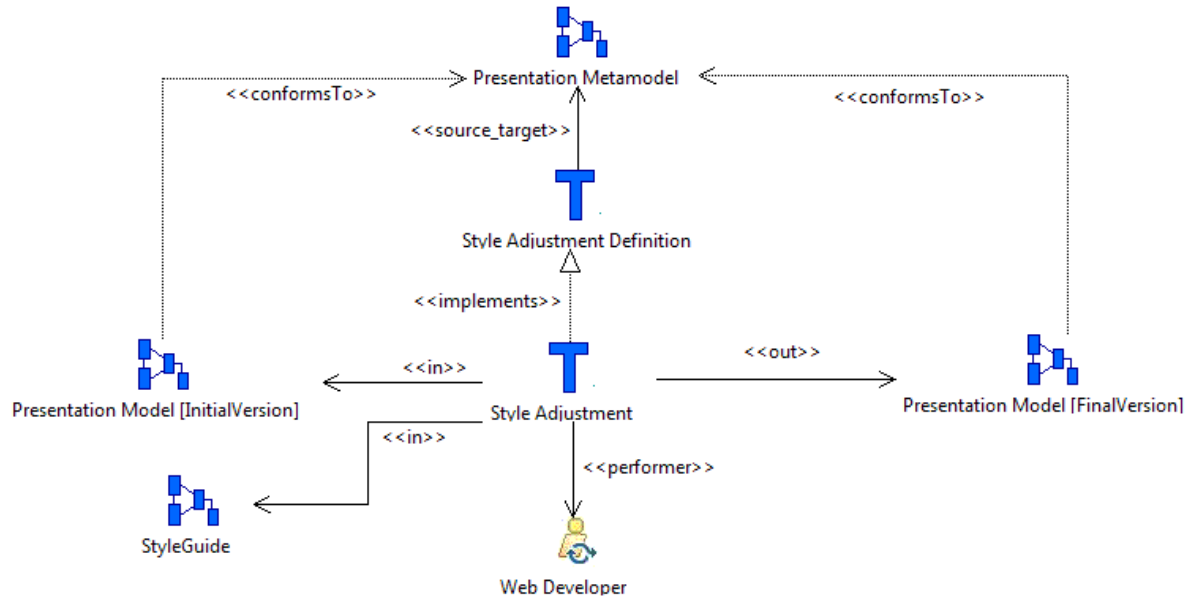 Presentation Metamodel
<<conformsTo>>
<<conformsTo>>
<<source_target>>
Style Adjustment Definition
<<implements>>
<<in>>
<<out>>
Presentation Model [InitialVersion]
Style Adjustment
Presentation Model [FinalVersion]
<<in>>
<<performer>>
StyleGuide
Web Developer